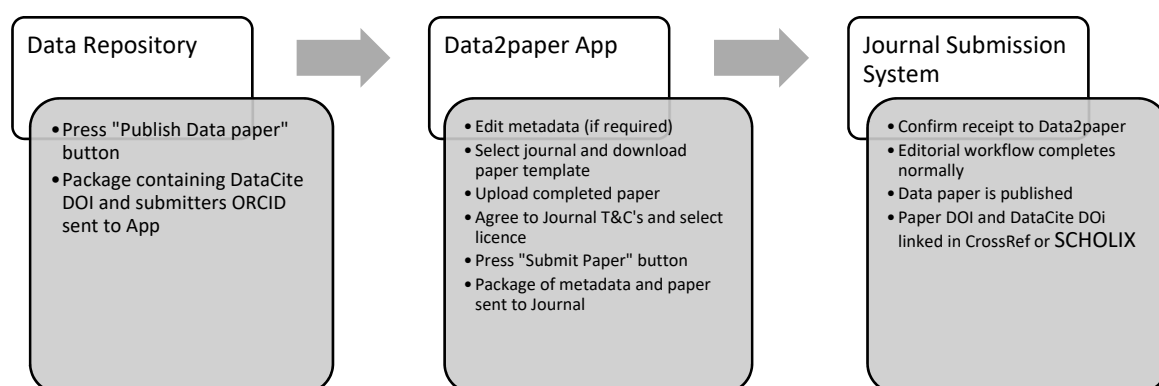 Data Repository
• Press "Publish Data paper"
button
• Package containing DataCite
DOI and submitters ORCID
sent to App
Data2paper App
• Edit metadata (if required)
• Select journal and download
paper template
• Upload completed paper
• Agree to Journal T&C's and select
licence
• Press "Submit Paper" button
• Package of metadata and paper
sent to Journal
Journal Submission
System
• Confirm receipt to Data2paper
• Editorial workflow completes
normally
• Data paper is published
• Paper DOI and DataCite DOi
linked in CrossRef or SCHOLIX